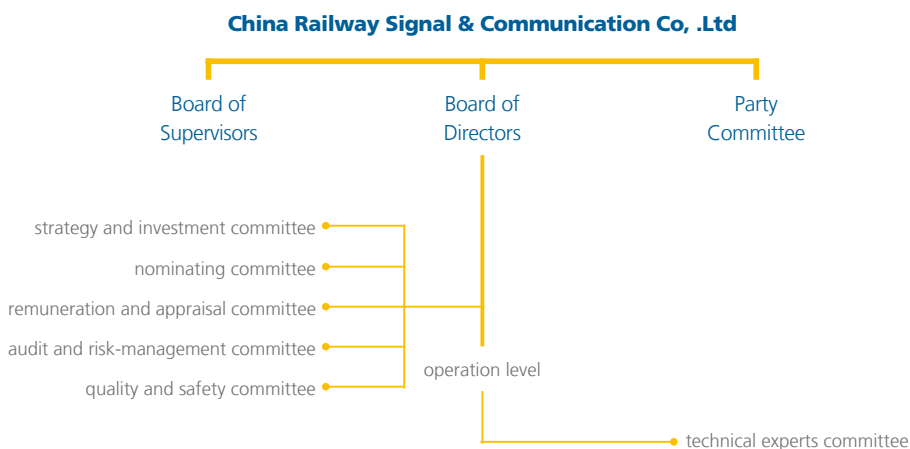 China Railway Signal & Communication Co, .Ltd
Board of
Supervisors
Board of
Directors
Party
Committee
strategy and investment committee
nominating committee
remuneration and appraisal committee
audit and risk-management committee
quality and safety committee
operation level
technical experts committee